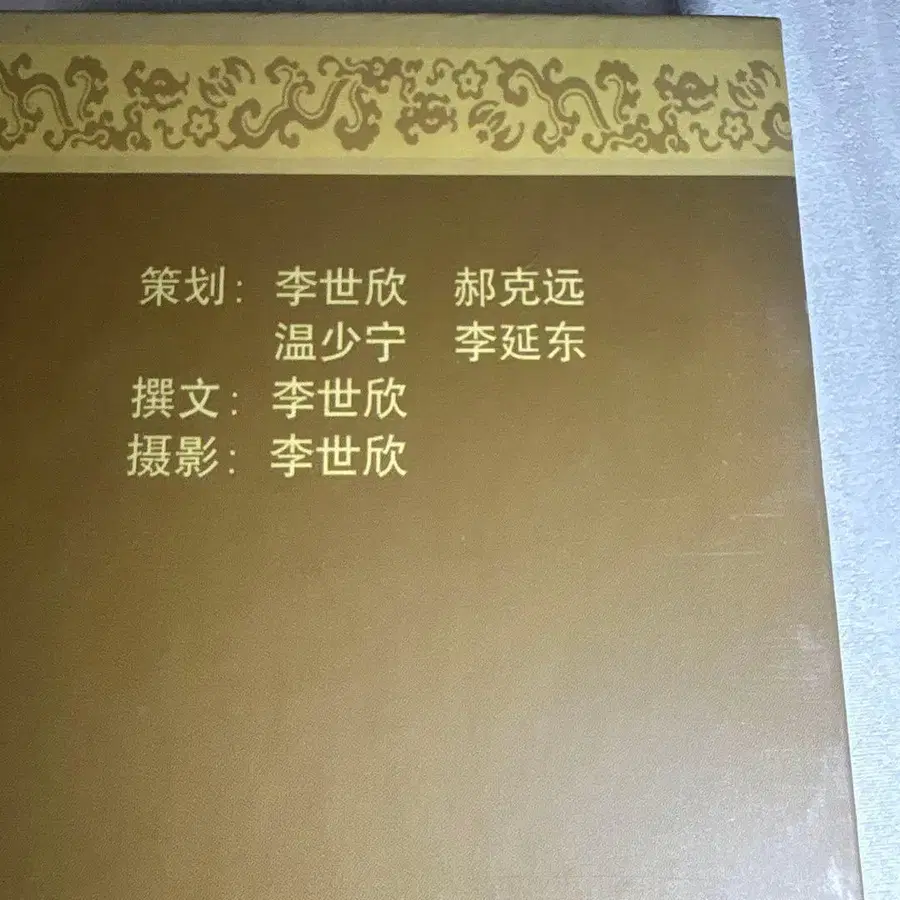 策划：李世欣 郝克远
温少宁 李延东
撰文：李世欣
摄影：李世欣